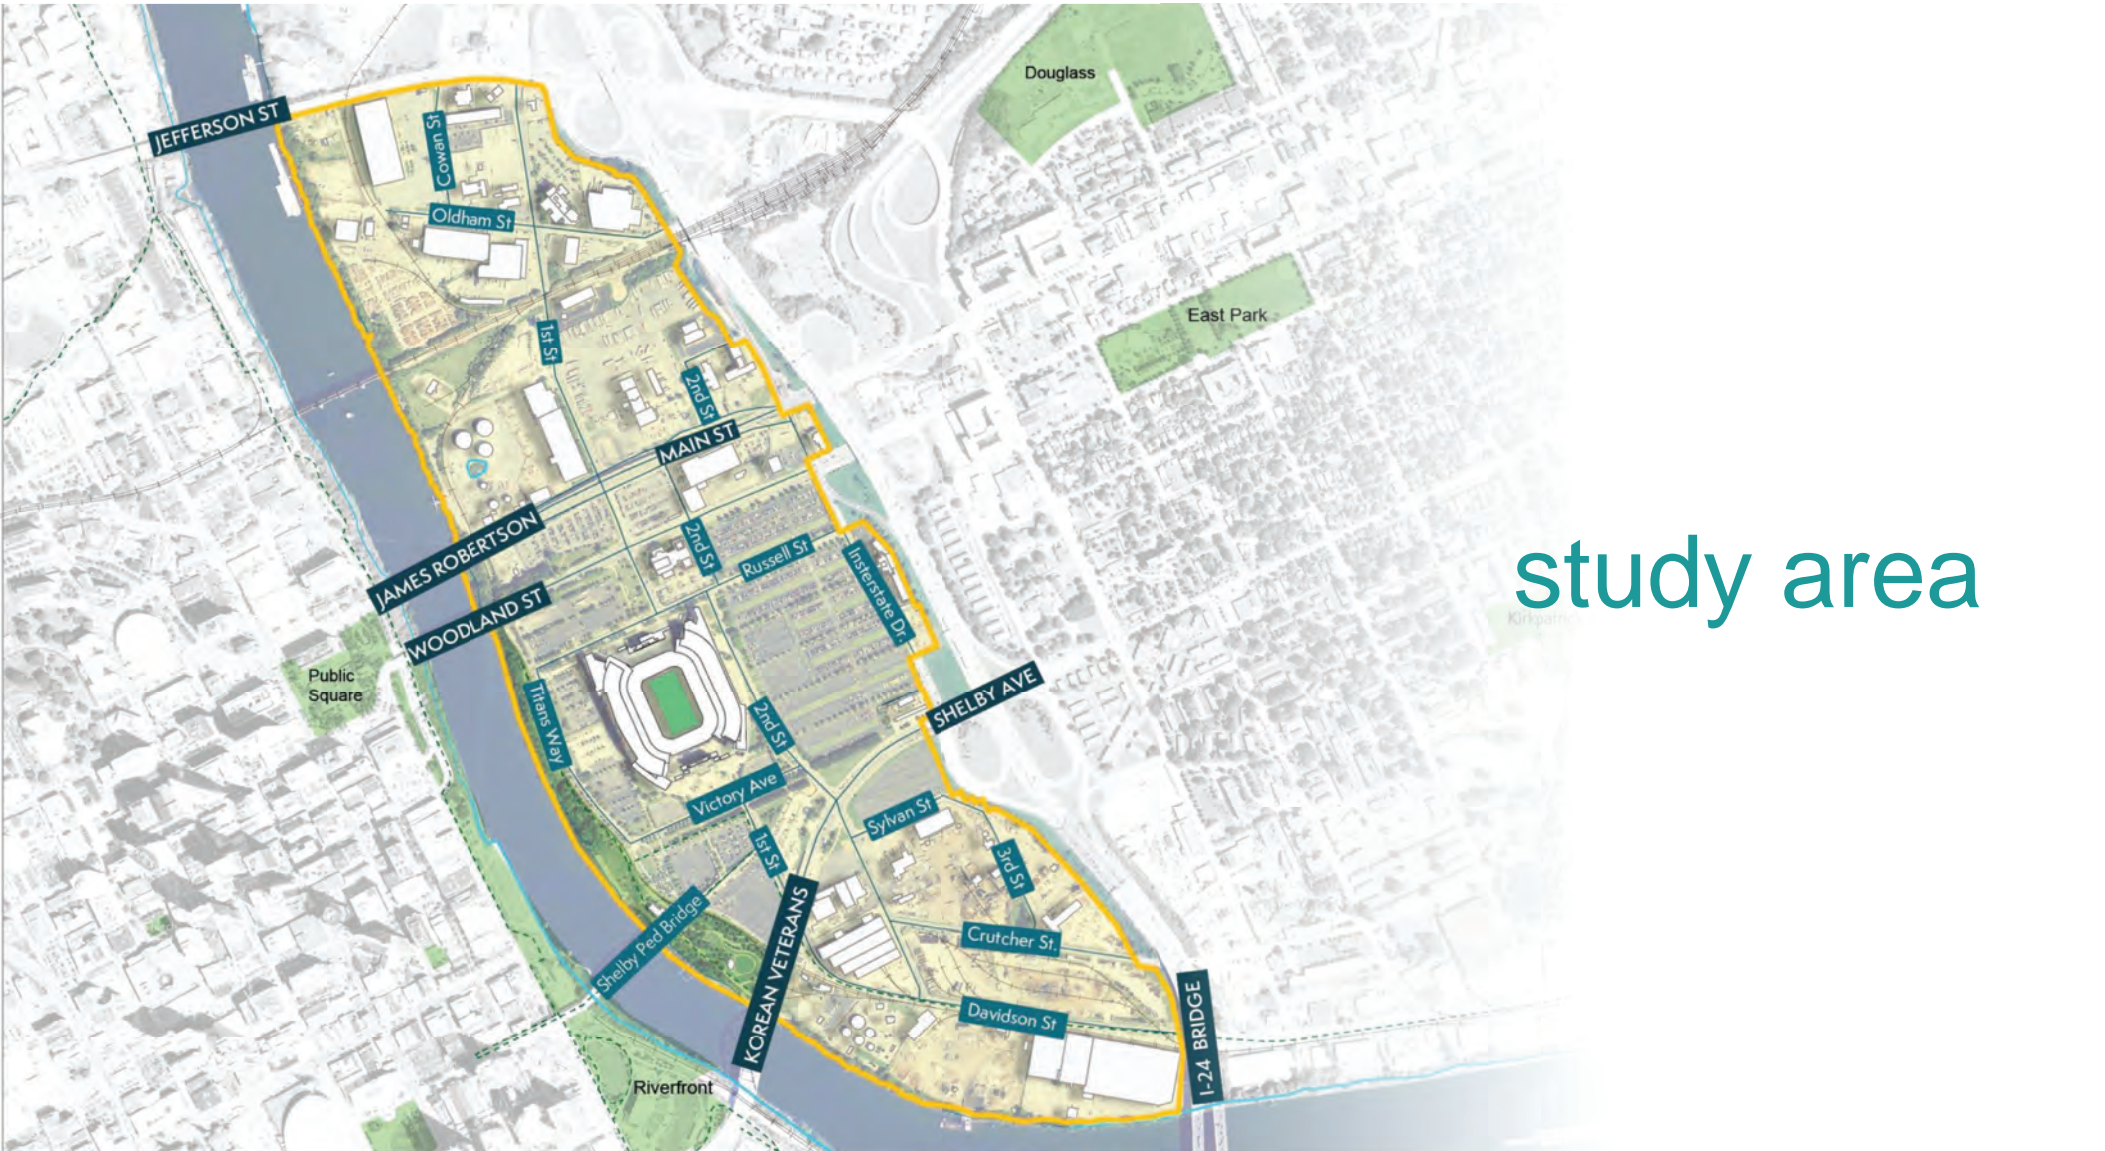 Douglass
JEFFERSON ST
Cowan St
Oldham St
East Park
1st St
2nd St
MAIN ST
JAMES ROBERTSON
2nd St
Russell St
Insterstate Dr.
study area
WOODLAND ST
Public
Square
Titans Way
2nd St
SHELBY AVE
Victory Ave
Sylvan St
1st St
3rd St
Shelby Ped Bridge
KOREAN VETERANS
Crutcher St.
Davidson St
I-24 BRIDGE
Riverfront